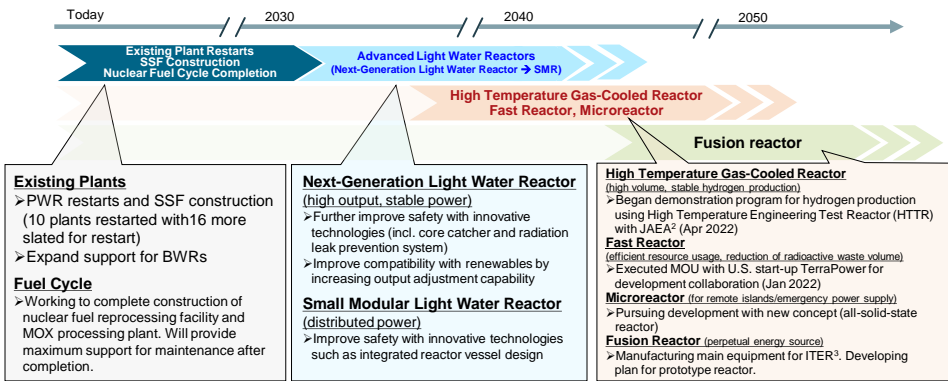 Today
2030
2040
2050
Existing Plant Restarts
SSF Construction
Nuclear Fuel Cycle Completion
Advanced Light Water Reactors
(Next-Generation Light Water Reactor ➔ SMR)
High Temperature Gas-Cooled Reactor
Fast Reactor, Microreactor
Fusion reactor
Existing Plants
➢PWR restarts and SSF construction
(10 plants restarted with16 more
slated for restart)
➢Expand support for BWRs
Fuel Cycle
➢Working to complete construction of
nuclear fuel reprocessing facility and
MOX processing plant. Will provide
maximum support for maintenance after
completion.
Next-Generation Light Water Reactor
(high output, stable power)
➢Further improve safety with innovative
technologies (incl. core catcher and radiation
leak prevention system)
➢Improve compatibility with renewables by
increasing output adjustment capability
Small Modular Light Water Reactor
(distributed power)
➢Improve safety with innovative technologies
such as integrated reactor vessel design
High Temperature Gas-Cooled Reactor
(high volume, stable hydrogen production)
➢Began demonstration program for hydrogen production
using High Temperature Engineering Test Reactor (HTTR)
with JAEA² (Apr 2022)
Fast Reactor
(efficient resource usage, reduction of radioactive waste volume)
➢Executed MOU with U.S. start-up TerraPower for
development collaboration (Jan 2022)
Microreactor (for remote islands/emergency power supply)
➢Pursuing development with new concept (all-solid-state
reactor)
Fusion Reactor (perpetual energy source)
➢Manufacturing main equipment for ITER³. Developing
plan for prototype reactor.